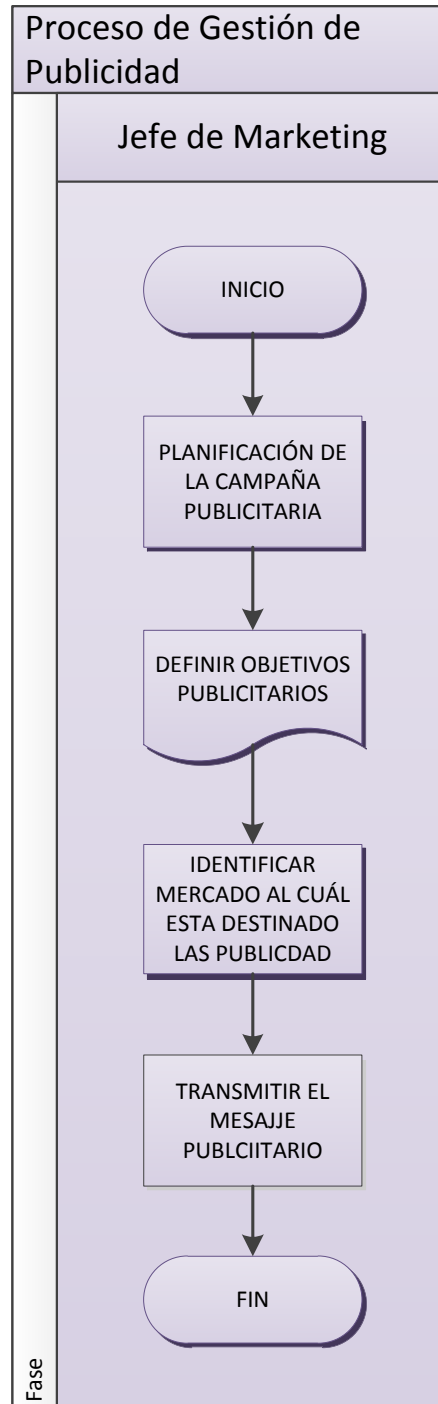 Proceso de Gestión de
Publicidad
Jefe de Marketing
INICIO
PLANIFICACIÓN DE
LA CAMPAÑA
PUBLICITARIA
DEFINIR OBJETIVOS
PUBLICITARIOS
IDENTIFICAR
MERCADO AL CUÁL
ESTA DESTINADO
LAS PUBLICDAD
TRANSMITIR EL
MESAJJE
PUBLCIITARIO
FIN
Fase